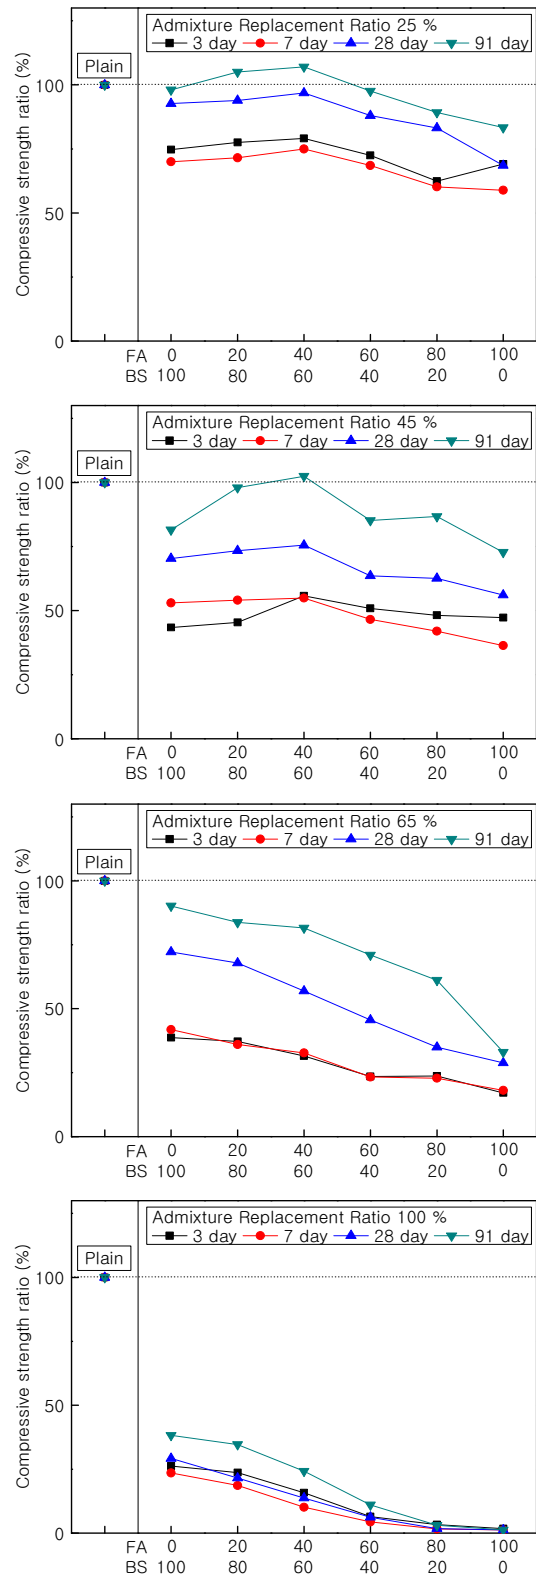 Admixture Replacement Ratio 25 %
3 day 7 day 28 day 91 day
Plain
100
50
0
Compressive strength ratio (%)
FA 0 20 40 60 80 100
BS 100 80 60 40 20 0
Admixture Replacement Ratio 45 %
3 day 7 day 28 day 91 day
Plain
100
50
0
Compressive strength ratio (%)
FA 0 20 40 60 80 100
BS 100 80 60 40 20 0
Admixture Replacement Ratio 65 %
3 day 7 day 28 day 91 day
Plain
100
50
0
Compressive strength ratio (%)
FA 0 20 40 60 80 100
BS 100 80 60 40 20 0
Admixture Replacement Ratio 100 %
3 day 7 day 28 day 91 day
Plain
100
50
0
Compressive strength ratio (%)
FA 0 20 40 60 80 100
BS 100 80 60 40 20 0